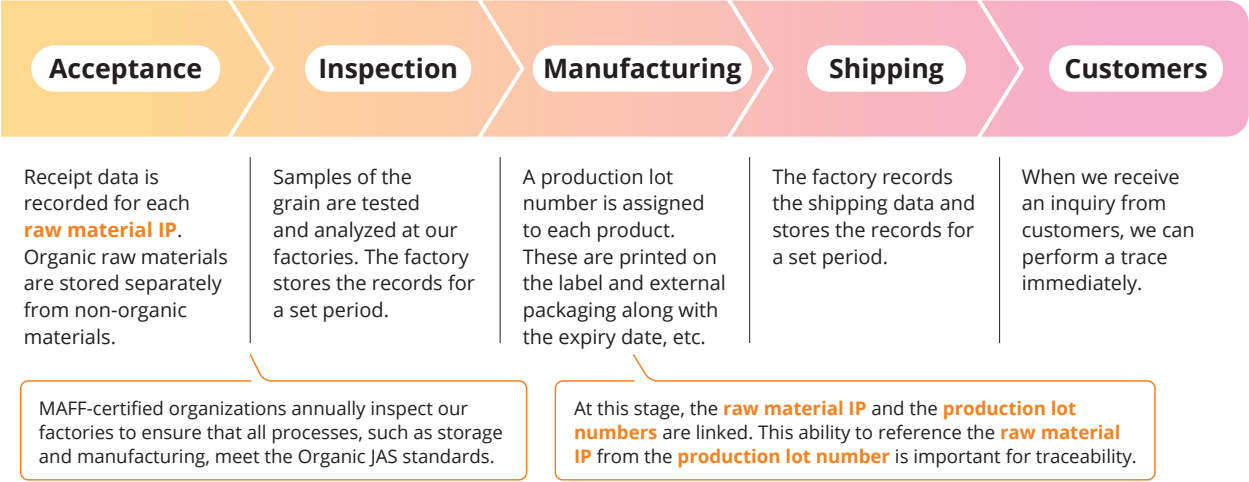 Acceptance
Inspection
Manufacturing
Shipping
Customers
Receipt data is
recorded for each
raw material IP.
Organic raw materials
are stored separately
from non-organic
materials.
Samples of the
grain are tested
and analyzed at our
factories. The factory
stores the records for
a set period.
A production lot
number is assigned
to each product.
These are printed on
the label and external
packaging along with
the expiry date, etc.
The factory records
the shipping data and
stores the records for
a set period.
When we receive
an inquiry from
customers, we can
perform a trace
immediately.
MAFF-certified organizations annually inspect our
factories to ensure that all processes, such as storage
and manufacturing, meet the Organic JAS standards.
At this stage, the raw material IP and the production lot
numbers are linked. This ability to reference the raw material
IP from the production lot number is important for traceability.